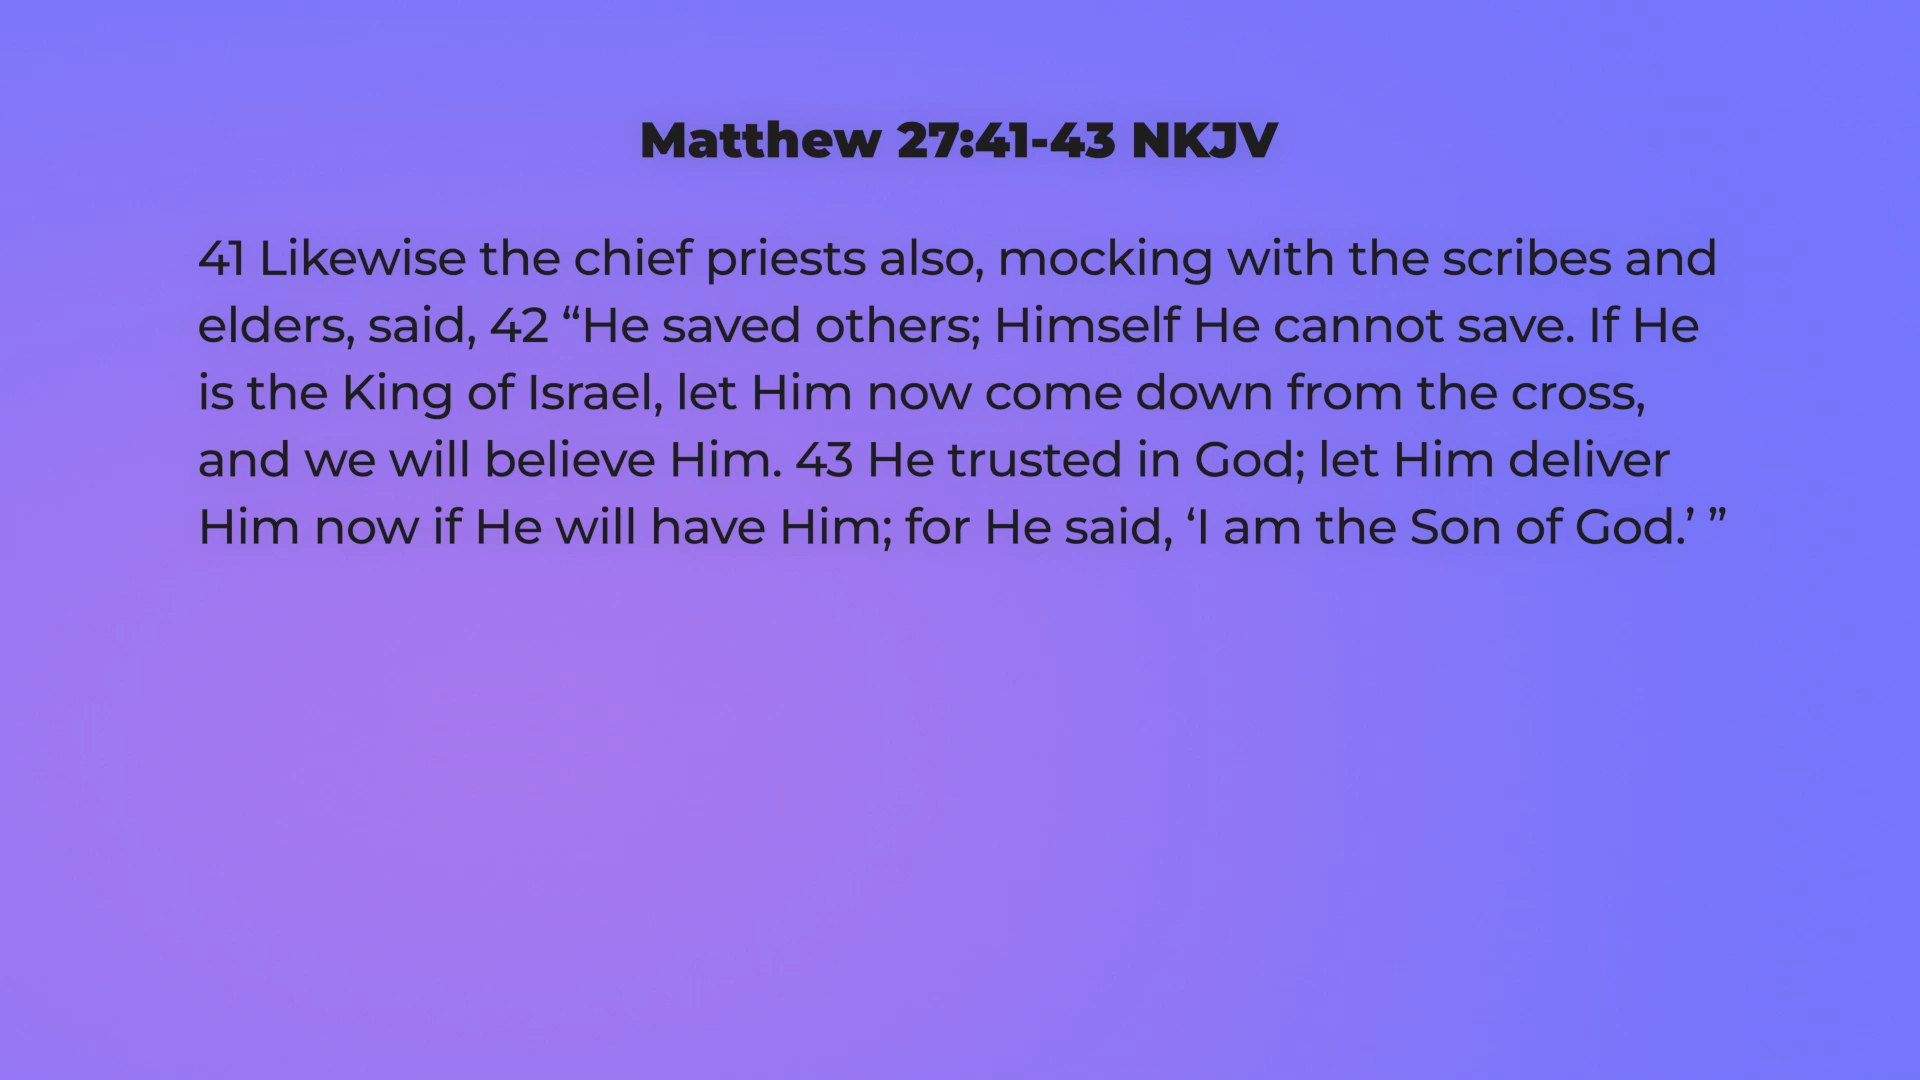 Matthew 27:41-43 NKJV
41 Likewise the chief priests also, mocking with the scribes and
elders, said, 42 “He saved others; Himself He cannot save. If He
is the King of Israel, let Him now come down from the cross,
and we will believe Him. 43 He trusted in God; let Him deliver
Him now if He will have Him; for He said, ‘I am the Son of God.’ ”